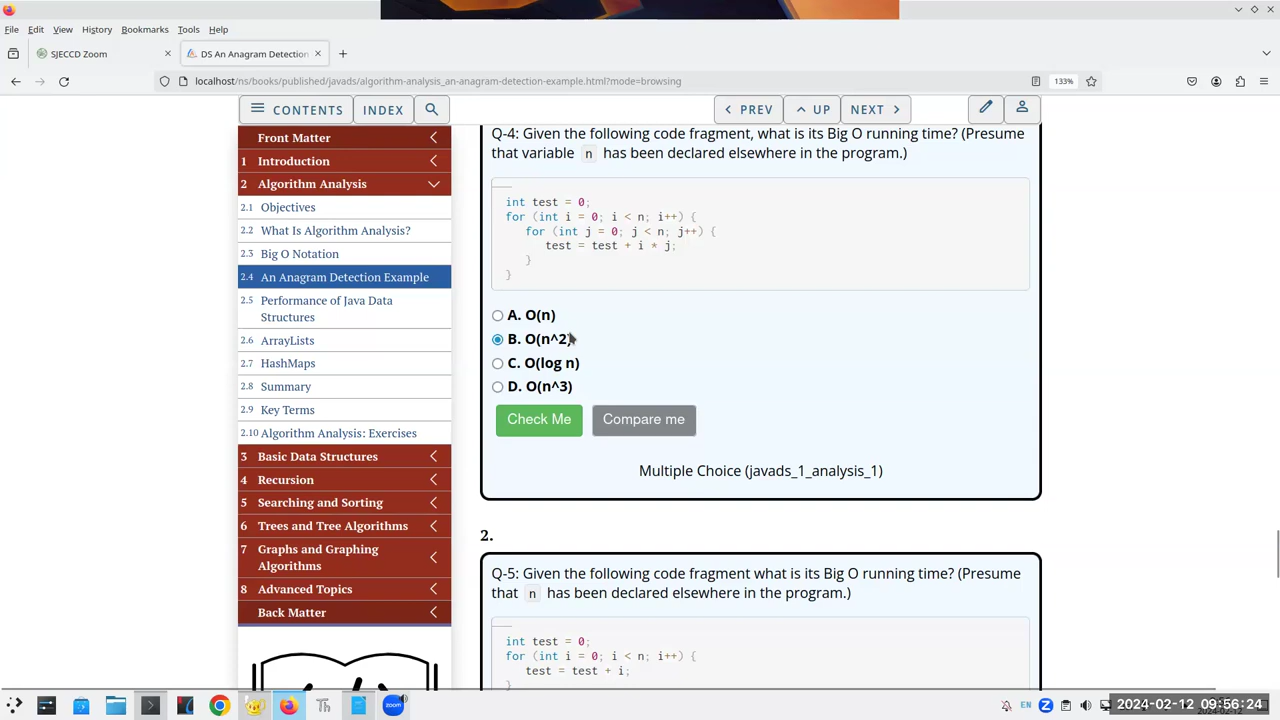 File Edit View History Bookmarks Tools Help
SJECCD Zoom × DS An Anagram Detection × +
localhost/ns/books/published/javads/algorithm-analysis_an-anagram-detection-example.html?mode=browsing 133%
CONTENTS INDEX PREV UP NEXT
Front Matter
1 Introduction
2 Algorithm Analysis
2.1 Objectives
2.2 What Is Algorithm Analysis?
2.3 Big O Notation
2.4 An Anagram Detection Example
2.5 Performance of Java Data
Structures
2.6 ArrayLists
2.7 HashMaps
2.8 Summary
2.9 Key Terms
2.10 Algorithm Analysis: Exercises
3 Basic Data Structures
4 Recursion
5 Searching and Sorting
6 Trees and Tree Algorithms
7 Graphs and Graphing
Algorithms
8 Advanced Topics
Back Matter
Q-4: Given the following code fragment, what is its Big O running time? (Presume
that variable n has been declared elsewhere in the program.)
int test = 0;
for (int i = 0; i < n; i++) {
for (int j = 0; j < n; j++) {
test = test + i * j;
}
}
A. O(n)
B. O(n^2)
C. O(log n)
D. O(n^3)
Check Me Compare me
Multiple Choice (javads_1_analysis_1)
2.
Q-5: Given the following code fragment what is its Big O running time? (Presume
that n has been declared elsewhere in the program.)
int test = 0;
for (int i = 0; i < n; i++) {
test = test + i;
}
Th zoom EN 2024-02-12 09:56:24